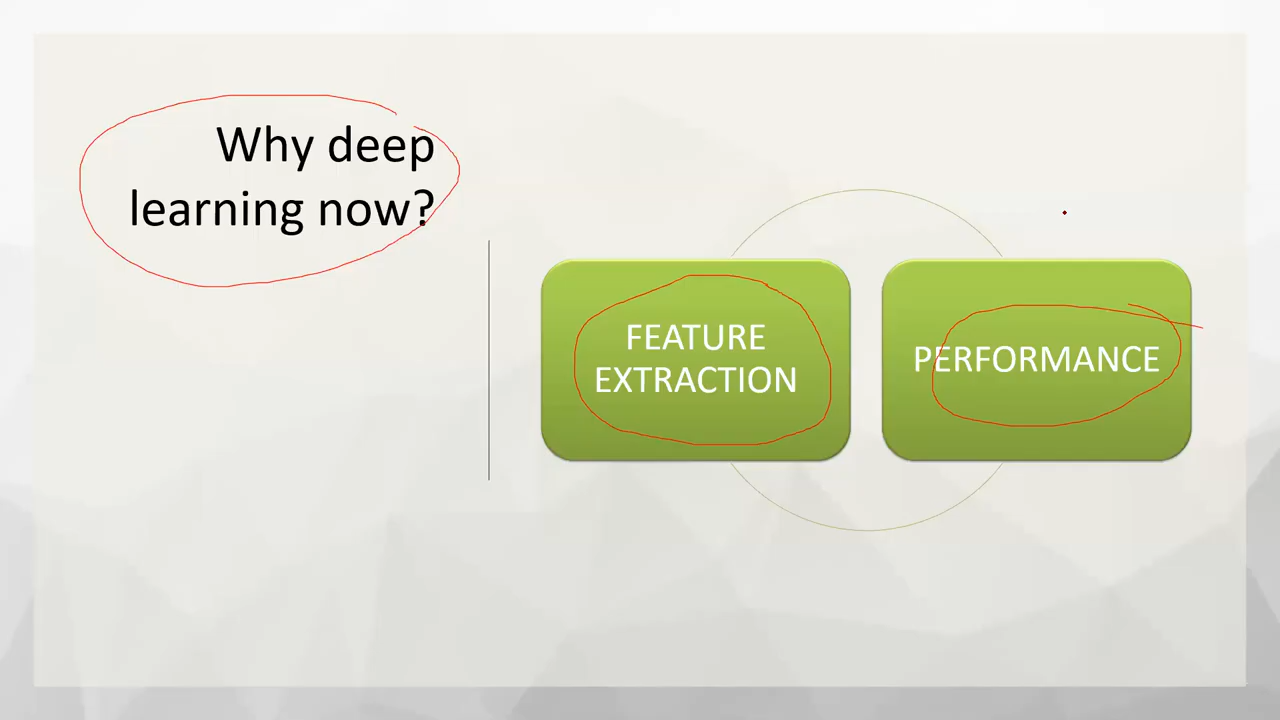 Why deep
learning now?
FEATURE
EXTRACTION
PERFORMANCE